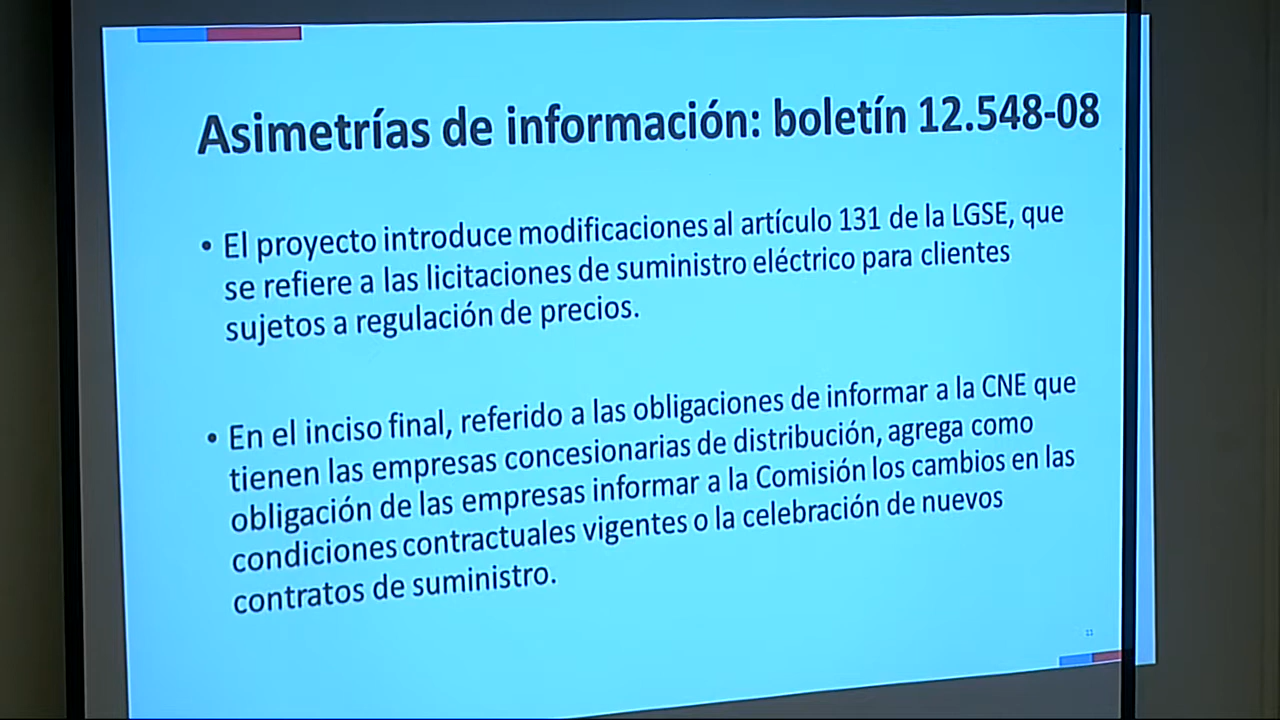 Asimetrías de información: boletín 12.548-08
• El proyecto introduce modificaciones al artículo 131 de la LGSE, que
se refiere a las licitaciones de suministro eléctrico para clientes
sujetos a regulación de precios.
• En el inciso final, referido a las obligaciones de informar a la CNE que
tienen las empresas concesionarias de distribución, agrega como
obligación de las empresas informar a la Comisión los cambios en las
condiciones contractuales vigentes o la celebración de nuevos
contratos de suministro.